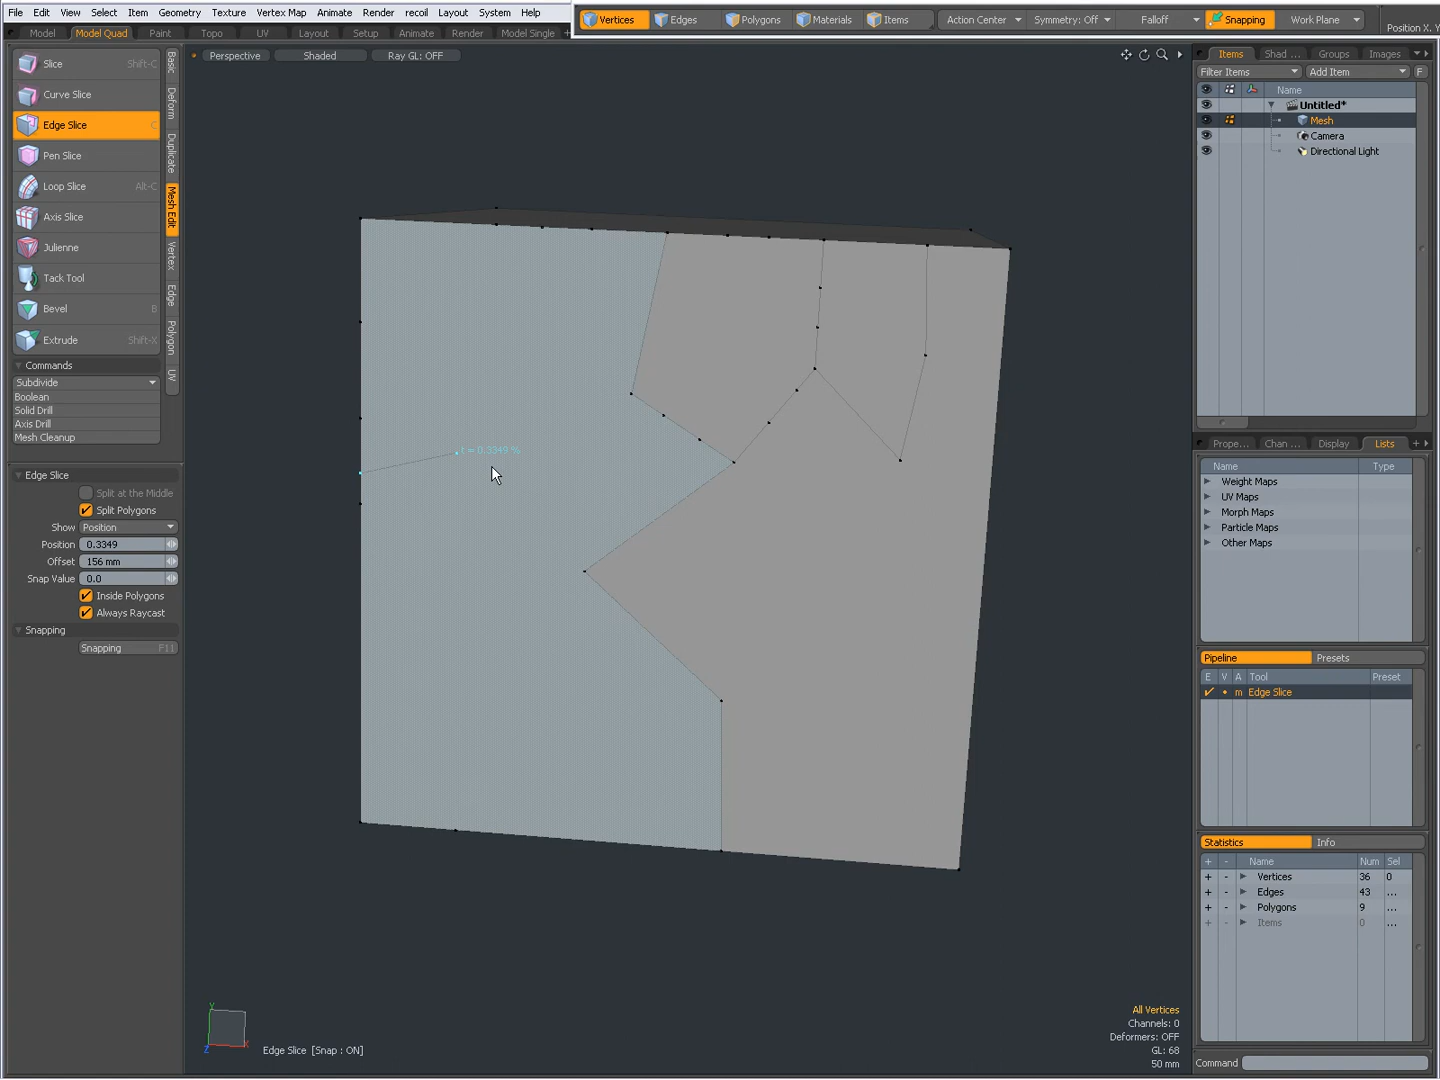 File Edit View Select Item Geometry Texture Vertex Map Animate Render recoil Layout System Help
Vertices Edges Polygons Materials Items Action Center Symmetry: Off Falloff Snapping Work Plane Position X, Y
Model Model Quad Paint Topo UV Layout Setup Animate Render Model Single +
Perspective Shaded Ray GL: OFF
Slice Shift-C
Curve Slice
Edge Slice C
Pen Slice
Loop Slice Alt-C
Axis Slice
Julienne
Tack Tool
Bevel B
Extrude Shift-X
Basic
Deform
Duplicate
Mesh Edit
Vertex
Edge
Polygon
UV
Commands
Subdivide
Boolean
Solid Drill
Axis Drill
Mesh Cleanup
Edge Slice
Split at the Middle
Split Polygons
Show Position
Position 0.3349
Offset 156 mm
Snap Value 0.0
Inside Polygons
Always Raycast
Snapping
Snapping F11
t = 0.3349 %
Y
Z X
Edge Slice [Snap : ON]
All Vertices
Channels: 0
Deformers: OFF
GL: 68
50 mm
Items Shad ... Groups Images +
Filter Items Add Item F
Name
Untitled*
Mesh
Camera
Directional Light
Prope... Chan ... Display Lists +
Name Type
Weight Maps
UV Maps
Morph Maps
Particle Maps
Other Maps
Pipeline Presets
E V A Tool Preset
m Edge Slice
Statistics Info
+ - Name Num Sel
+ - Vertices 36 0
+ - Edges 43 ...
+ - Polygons 9 ...
+ - Items 0 ...
Command